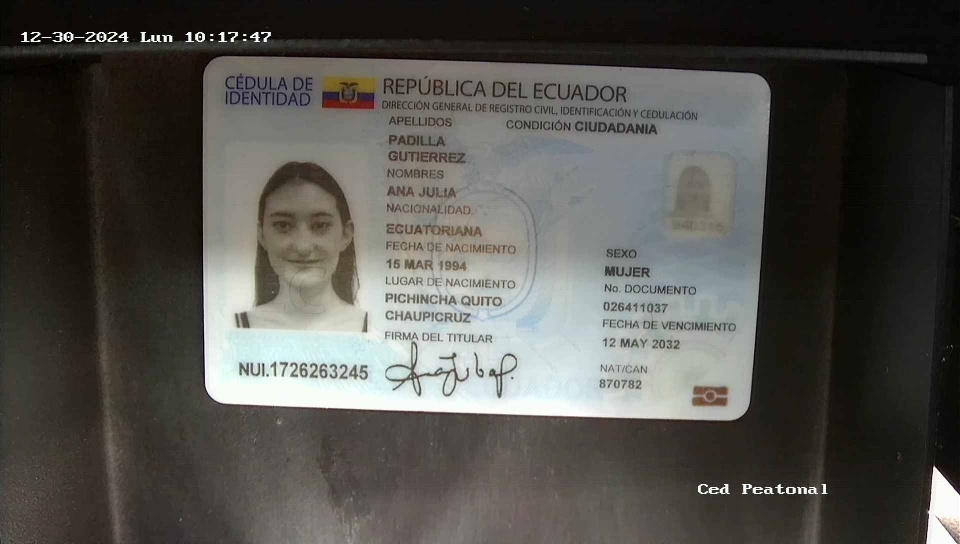 12-30-2024 Lun 10:17:47
CÉDULA DE
IDENTIDAD
REPÚBLICA DEL ECUADOR
DIRECCIÓN GENERAL DE REGISTRO CIVIL, IDENTIFICACIÓN Y CEDULACIÓN
APELLIDOS
CONDICIÓN CIUDADANIA
PADILLA
GUTIERREZ
NOMBRES
ANA JULIA
NACIONALIDAD
ECUATORIANA
FECHA DE NACIMIENTO
15 MAR 1994
LUGAR DE NACIMIENTO
PICHINCHA QUITO
CHAUPICRUZ
FIRMA DEL TITULAR
SEXO
MUJER
No. DOCUMENTO
026411037
FECHA DE VENCIMIENTO
12 MAY 2032
NAT/CAN
870782
NUI.1726263245
Ced Peatonal